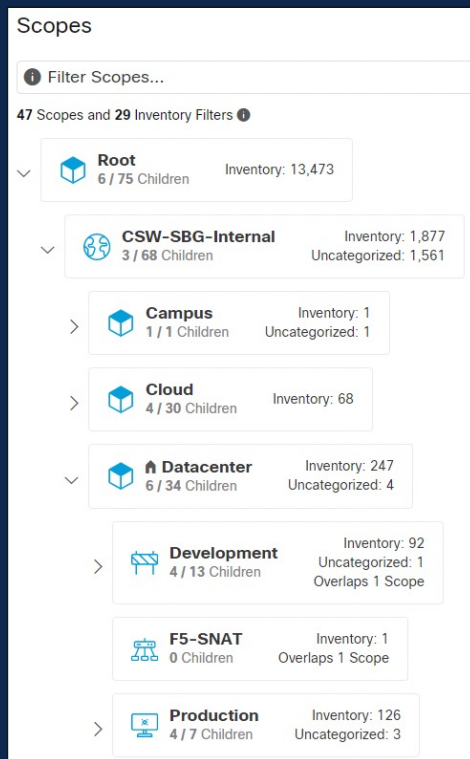 Scopes
Filter Scopes...
47 Scopes and 29 Inventory Filters
Root
6 / 75 Children
Inventory: 13,473
CSW-SBG-Internal
3 / 68 Children
Inventory: 1,877
Uncategorized: 1,561
Campus
1 / 1 Children
Inventory: 1
Uncategorized: 1
Cloud
4 / 30 Children
Inventory: 68
Datacenter
6 / 34 Children
Inventory: 247
Uncategorized: 4
Development
4 / 13 Children
Inventory: 92
Uncategorized: 1
Overlaps 1 Scope
F5-SNAT
0 Children
Inventory: 1
Overlaps 1 Scope
Production
4 / 7 Children
Inventory: 126
Uncategorized: 3